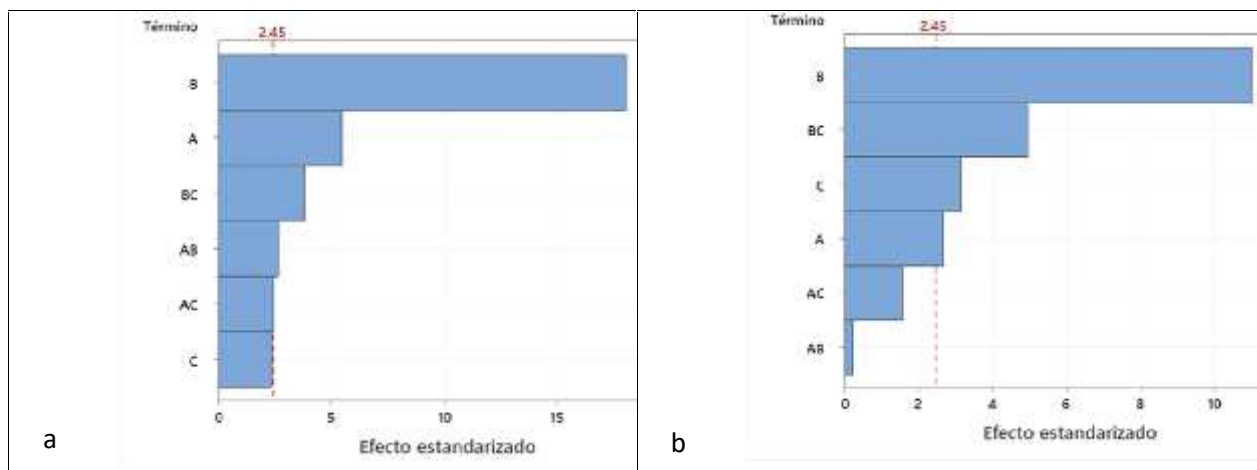 Término
2.45
B
A
BC
AB
AC
C
0 5 10 15
Efecto estandarizado
a
Término
2.45
B
BC
C
A
AC
AB
0 2 4 6 8 10
Efecto estandarizado
b